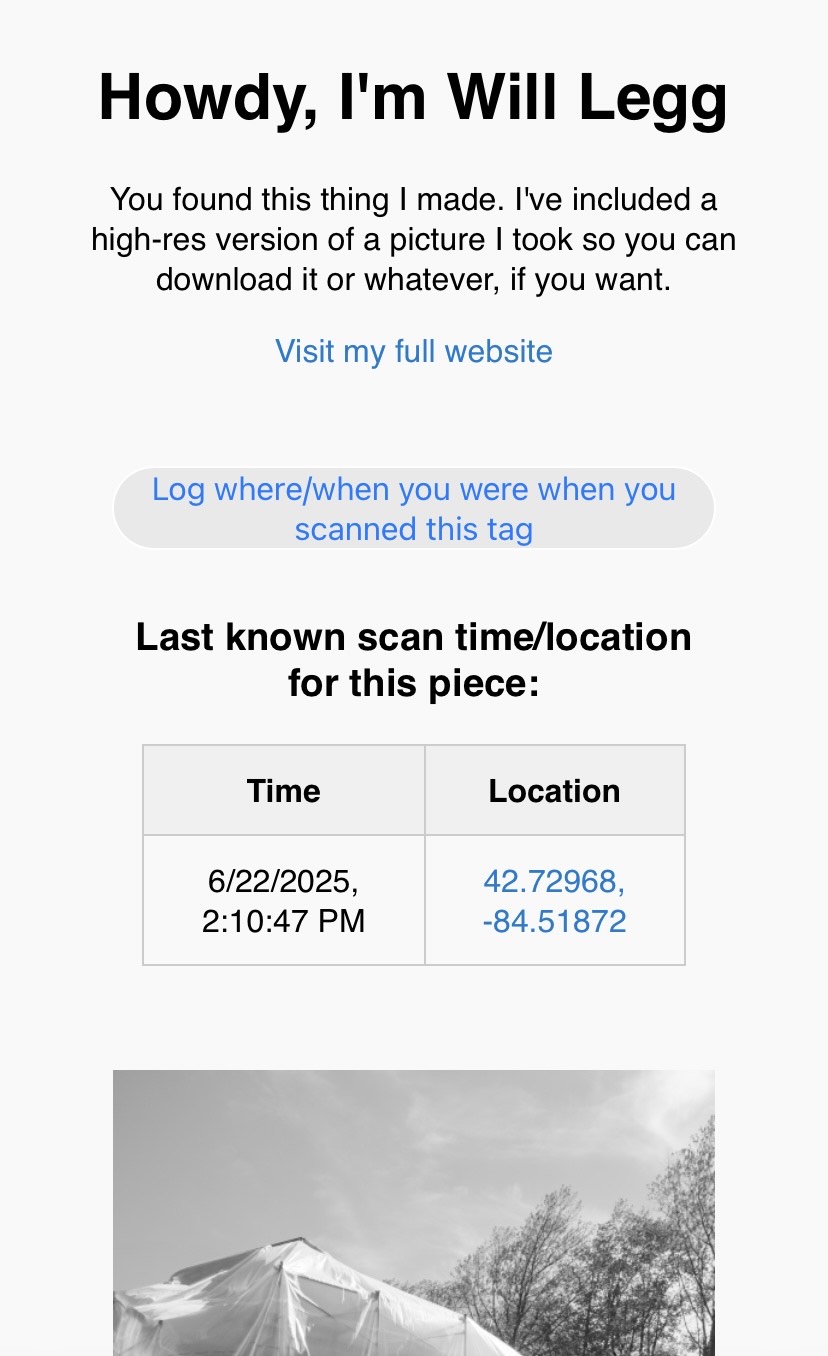 Howdy, I'm Will Legg
You found this thing I made. I've included a
high-res version of a picture I took so you can
download it or whatever, if you want.
Visit my full website
Log where/when you were when you
scanned this tag
Last known scan time/location
for this piece:
Time Location
6/22/2025, 42.72968,
2:10:47 PM -84.51872